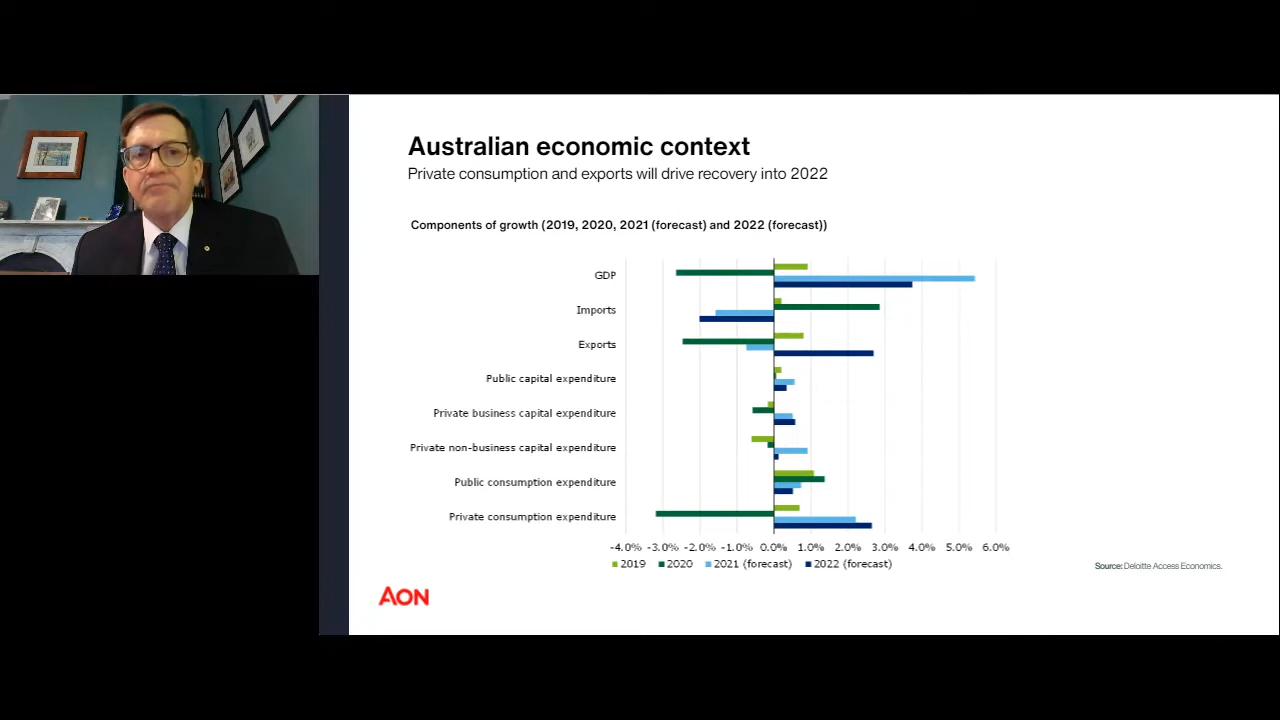 Australian economic context
Private consumption and exports will drive recovery into 2022
Components of growth (2019, 2020, 2021 (forecast) and 2022 (forecast))
GDP
Imports
Exports
Public capital expenditure
Private business capital expenditure
Private non-business capital expenditure
Public consumption expenditure
Private consumption expenditure
-4.0% -3.0% -2.0% -1.0% 0.0% 1.0% 2.0% 3.0% 4.0% 5.0% 6.0%
2019 2020 2021 (forecast) 2022 (forecast)
Source: Deloitte Access Economics.
AON